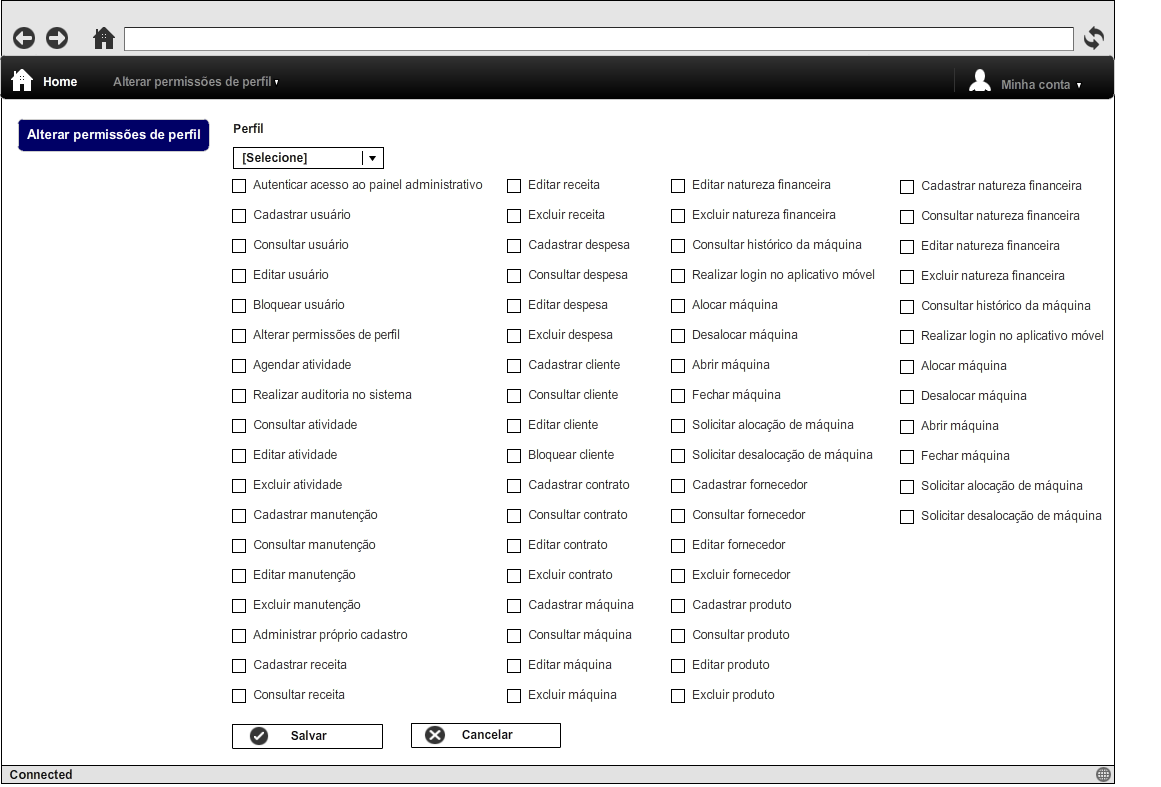 Home
Alterar permissões de perfil
Minha conta
Alterar permissões de perfil
Perfil
[Selecione]
Autenticar acesso ao painel administrativo
Cadastrar usuário
Consultar usuário
Editar usuário
Bloquear usuário
Alterar permissões de perfil
Agendar atividade
Realizar auditoria no sistema
Consultar atividade
Editar atividade
Excluir atividade
Cadastrar manutenção
Consultar manutenção
Editar manutenção
Excluir manutenção
Administrar próprio cadastro
Cadastrar receita
Consultar receita
Editar receita
Excluir receita
Cadastrar despesa
Consultar despesa
Editar despesa
Excluir despesa
Cadastrar cliente
Consultar cliente
Editar cliente
Bloquear cliente
Cadastrar contrato
Consultar contrato
Editar contrato
Excluir contrato
Cadastrar máquina
Consultar máquina
Editar máquina
Excluir máquina
Editar natureza financeira
Excluir natureza financeira
Consultar histórico da máquina
Realizar login no aplicativo móvel
Alocar máquina
Desalocar máquina
Abrir máquina
Fechar máquina
Solicitar alocação de máquina
Solicitar desalocação de máquina
Cadastrar fornecedor
Consultar fornecedor
Editar fornecedor
Excluir fornecedor
Cadastrar produto
Consultar produto
Editar produto
Excluir produto
Cadastrar natureza financeira
Consultar natureza financeira
Editar natureza financeira
Excluir natureza financeira
Consultar histórico da máquina
Realizar login no aplicativo móvel
Alocar máquina
Desalocar máquina
Abrir máquina
Fechar máquina
Solicitar alocação de máquina
Solicitar desalocação de máquina
Salvar
Cancelar
Connected